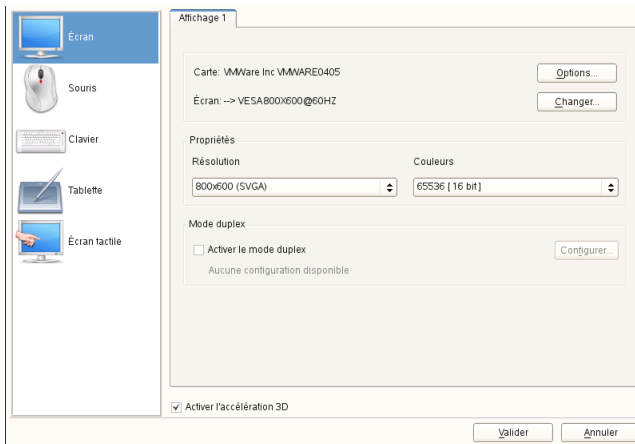 Affichage 1
Écran
Souris
Clavier
Tablette
Écran tactile
Carte: VMWare Inc VMWARE0405
Options...
Écran: --> VESA800X600@60HZ
Changer...
Propriétés
Résolution
Couleurs
800x600 (SVGA)
65536 [ 16 bit ]
Mode duplex
Activer le mode duplex
Configurer...
Aucune configuration disponible
Activer l'accélération 3D
Valider
Annuler